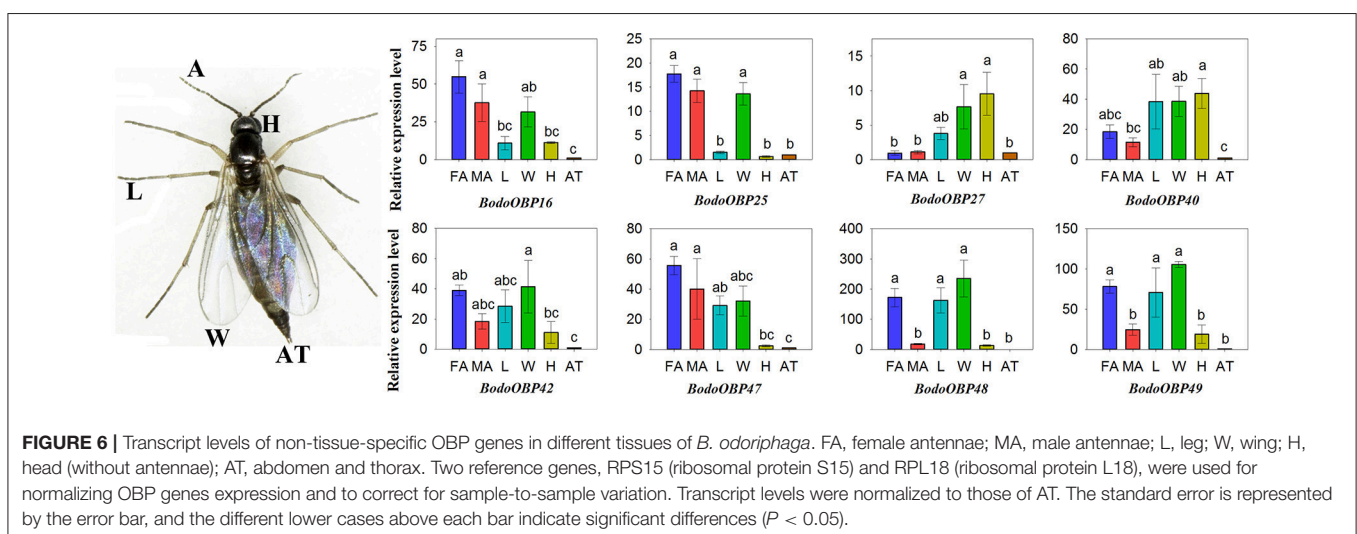 A
H
L
W
AT
Relative expression level
75
50
25
0
a
a
bc
ab
bc
c
FA MA L W H AT
BodoOBP16
25
20
15
10
5
0
a
a
b
a
b
b
FA MA L W H AT
BodoOBP25
15
10
5
0
b
b
ab
a
a
b
FA MA L W H AT
BodoOBP27
80
60
40
20
0
abc
bc
ab
ab
a
c
FA MA L W H AT
BodoOBP40
Relative expression level
80
60
40
20
0
ab
abc
abc
a
bc
c
FA MA L W H AT
BodoOBP42
80
60
40
20
0
a
a
ab
abc
bc
c
FA MA L W H AT
BodoOBP47
400
300
200
100
0
a
b
a
a
b
b
FA MA L W H AT
BodoOBP48
150
100
50
0
a
b
a
a
b
b
FA MA L W H AT
BodoOBP49
FIGURE 6 | Transcript levels of non-tissue-specific OBP genes in different tissues of B. odoriphaga. FA, female antennae; MA, male antennae; L, leg; W, wing; H,
head (without antennae); AT, abdomen and thorax. Two reference genes, RPS15 (ribosomal protein S15) and RPL18 (ribosomal protein L18), were used for
normalizing OBP genes expression and to correct for sample-to-sample variation. Transcript levels were normalized to those of AT. The standard error is represented
by the error bar, and the different lower cases above each bar indicate significant differences (P < 0.05).